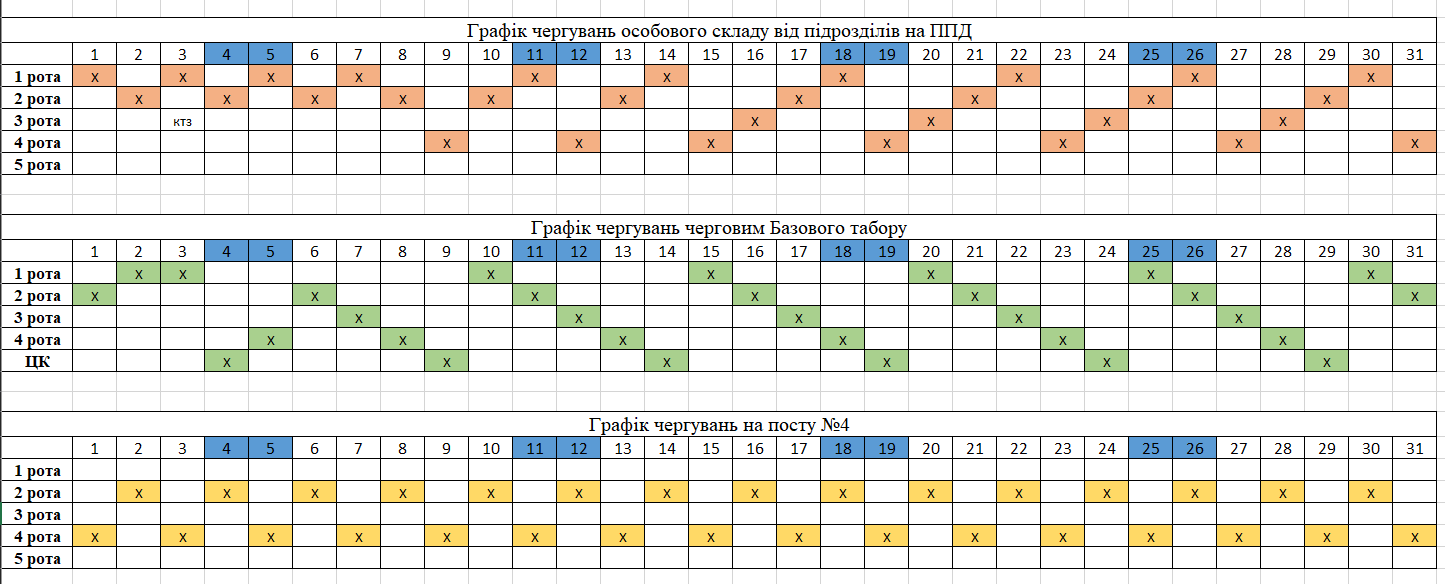 Графік чергувань особового складу від підрозділів на ППД
1 2 3 4 5 6 7 8 9 10 11 12 13 14 15 16 17 18 19 20 21 22 23 24 25 26 27 28 29 30 31
1 рота x x x x x x x x x x
2 рота x x x x x x x x x x
3 рота ктз x x x x
4 рота x x x x x x x
5 рота
Графік чергувань черговим Базового табору
1 2 3 4 5 6 7 8 9 10 11 12 13 14 15 16 17 18 19 20 21 22 23 24 25 26 27 28 29 30 31
1 рота x x x x x x x
2 рота x x x x x x x
3 рота x x x x x
4 рота x x x x x x
ЦК x x x x x x
Графік чергувань на посту №4
1 2 3 4 5 6 7 8 9 10 11 12 13 14 15 16 17 18 19 20 21 22 23 24 25 26 27 28 29 30 31
1 рота
2 рота x x x x x x x x x x x x x x x
3 рота
4 рота x x x x x x x x x x x x x x x x
5 рота